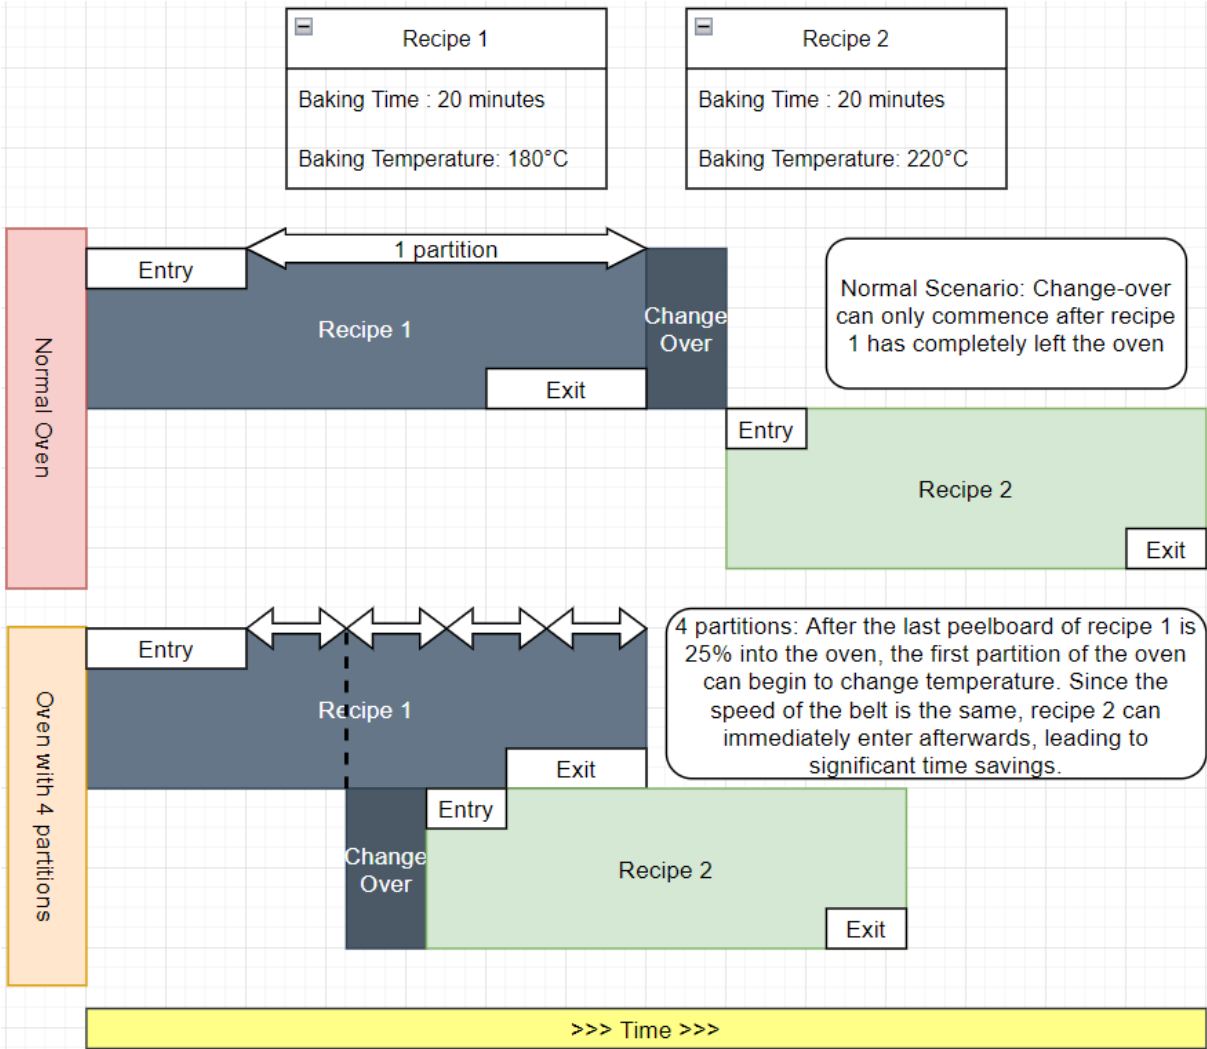 Recipe 1
Baking Time : 20 minutes
Baking Temperature: 180°C
Recipe 2
Baking Time : 20 minutes
Baking Temperature: 220°C
Normal Oven
Entry
1 partition
Recipe 1
Exit
Change
Over
Normal Scenario: Change-over
can only commence after recipe
1 has completely left the oven
Entry
Recipe 2
Exit
Oven with 4 partitions
Entry
Recipe 1
Exit
4 partitions: After the last peelboard of recipe 1 is
25% into the oven, the first partition of the oven
can begin to change temperature. Since the
speed of the belt is the same, recipe 2 can
immediately enter afterwards, leading to
significant time savings.
Change
Over
Entry
Recipe 2
Exit
>>> Time >>>